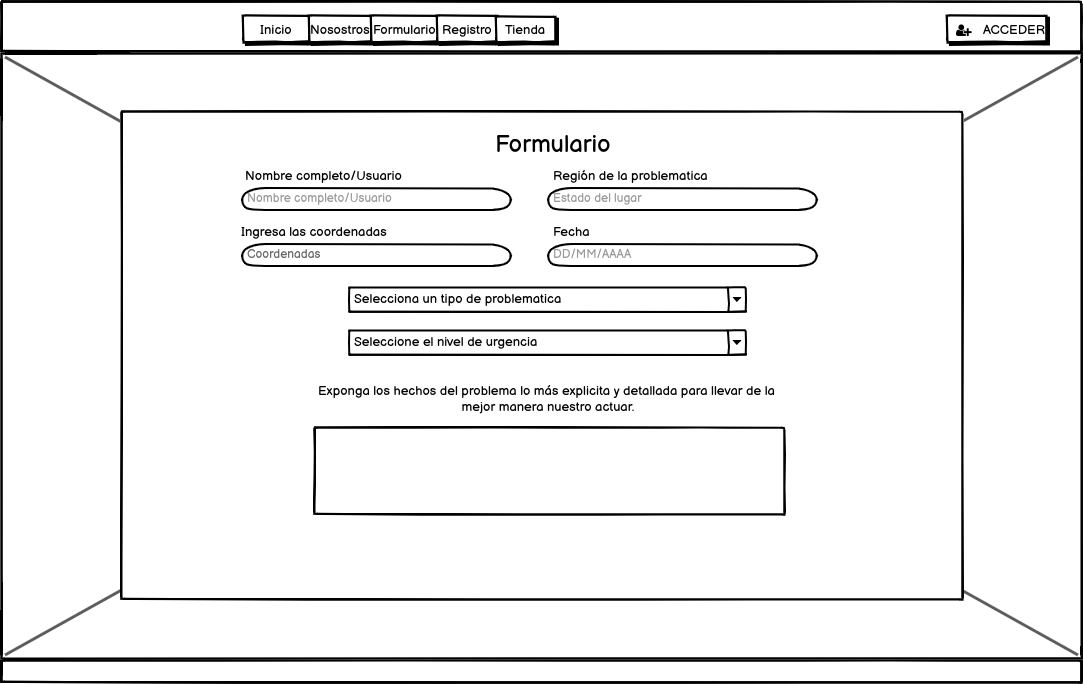 Inicio Nosostros Formulario Registro Tienda ACCEDER
Formulario
Nombre completo/Usuario Región de la problematica
Nombre completo/Usuario Estado del lugar
Ingresa las coordenadas Fecha
Coordenadas DD/MM/AAAA
Selecciona un tipo de problematica
Seleccione el nivel de urgencia
Exponga los hechos del problema lo más explicita y detallada para llevar de la
mejor manera nuestro actuar.